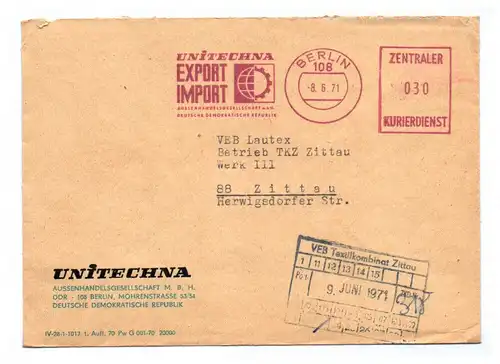 UNITECHNA
EXPORT
IMPORT
AUSSENHANDELSGESELLSCHAFT M.B.H.
DEUTSCHE DEMOKRATISCHE REPUBLIK
BERLIN
108
-8. 6. 71
ZENTRALER
030
KURIERDIENST
VEB Lautex
Betrieb TKZ Zittau
Werk III
88 Zittau
Herwigsdorfer Str.
VEB Textilkombinat Zittau
1 11 12 13 14 15
9. JUNI 1971
UNITECHNA
AUSSENHANDELSGESELLSCHAFT M. B. H.
DDR - 108 BERLIN, MOHRENSTRASSE 53/54
DEUTSCHE DEMOKRATISCHE REPUBLIK